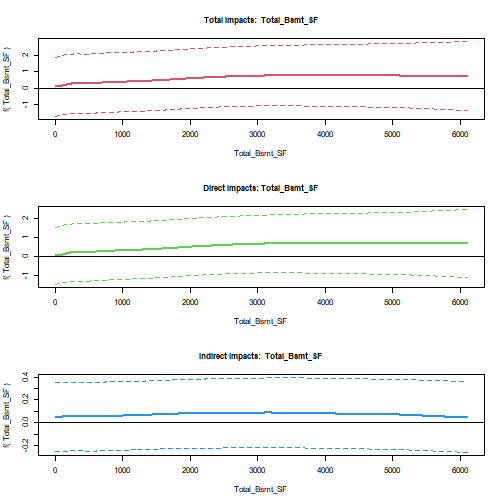 Total Impacts: Total_Bsmt_SF
f( Total_Bsmt_SF )
-1 0 1 2
0 1000 2000 3000 4000 5000 6000
Total_Bsmt_SF
Direct Impacts: Total_Bsmt_SF
f( Total_Bsmt_SF )
-1 0 1 2
0 1000 2000 3000 4000 5000 6000
Total_Bsmt_SF
Indirect Impacts: Total_Bsmt_SF
f( Total_Bsmt_SF )
-0.2 0.0 0.2 0.4
0 1000 2000 3000 4000 5000 6000
Total_Bsmt_SF